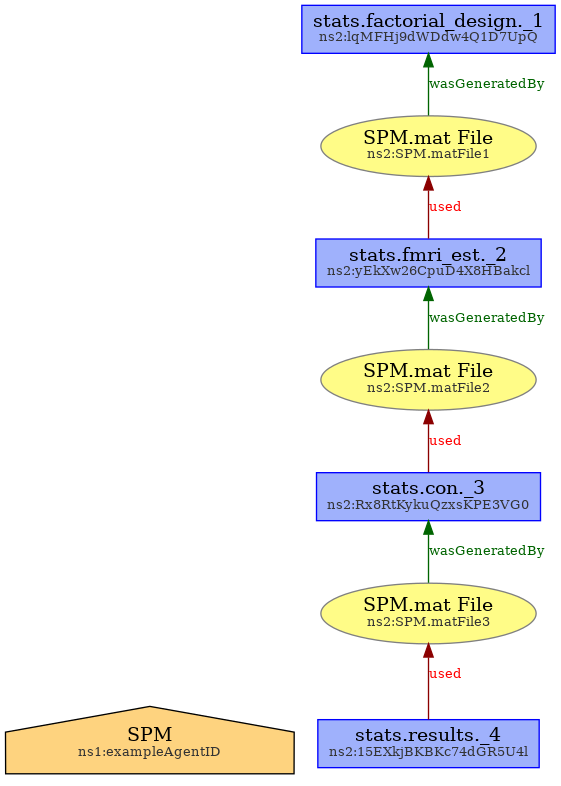 stats.factorial_design._1
ns2:lqMFHj9dWDdw4Q1D7UpQ
wasGeneratedBy
SPM.mat File
ns2:SPM.matFile1
used
stats.fmri_est._2
ns2:yEkXw26CpuD4X8HBakcl
wasGeneratedBy
SPM.mat File
ns2:SPM.matFile2
used
stats.con._3
ns2:Rx8RtKykuQzxsKPE3VG0
wasGeneratedBy
SPM.mat File
ns2:SPM.matFile3
used
SPM
ns1:exampleAgentID
stats.results._4
ns2:15EXkjBKBKc74dGR5U4l